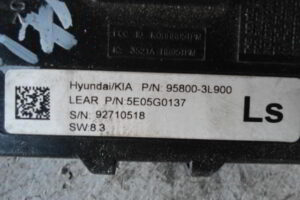 Hyundai/KIA P/N: 95800-3L900
LEAR P/N:5E05G0137
S/N: 92710518
SW:8.3
Ls